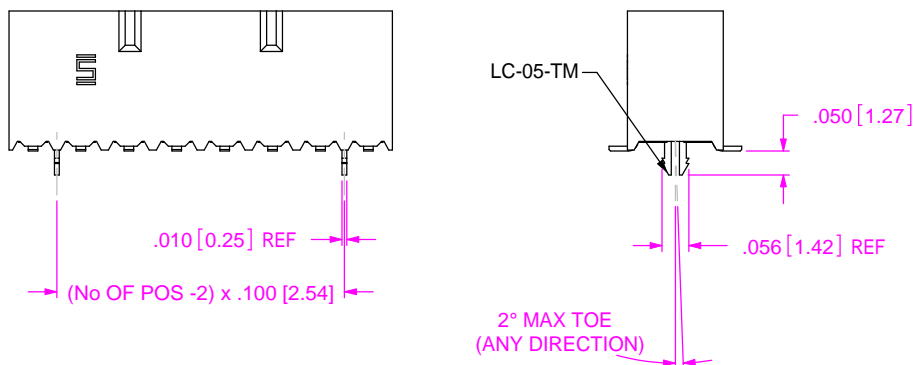 LC-05-TM
.050 [1.27]
.010 [0.25] REF
.056 [1.42] REF
(No OF POS -2) x .100 [2.54]
2° MAX TOE
(ANY DIRECTION)